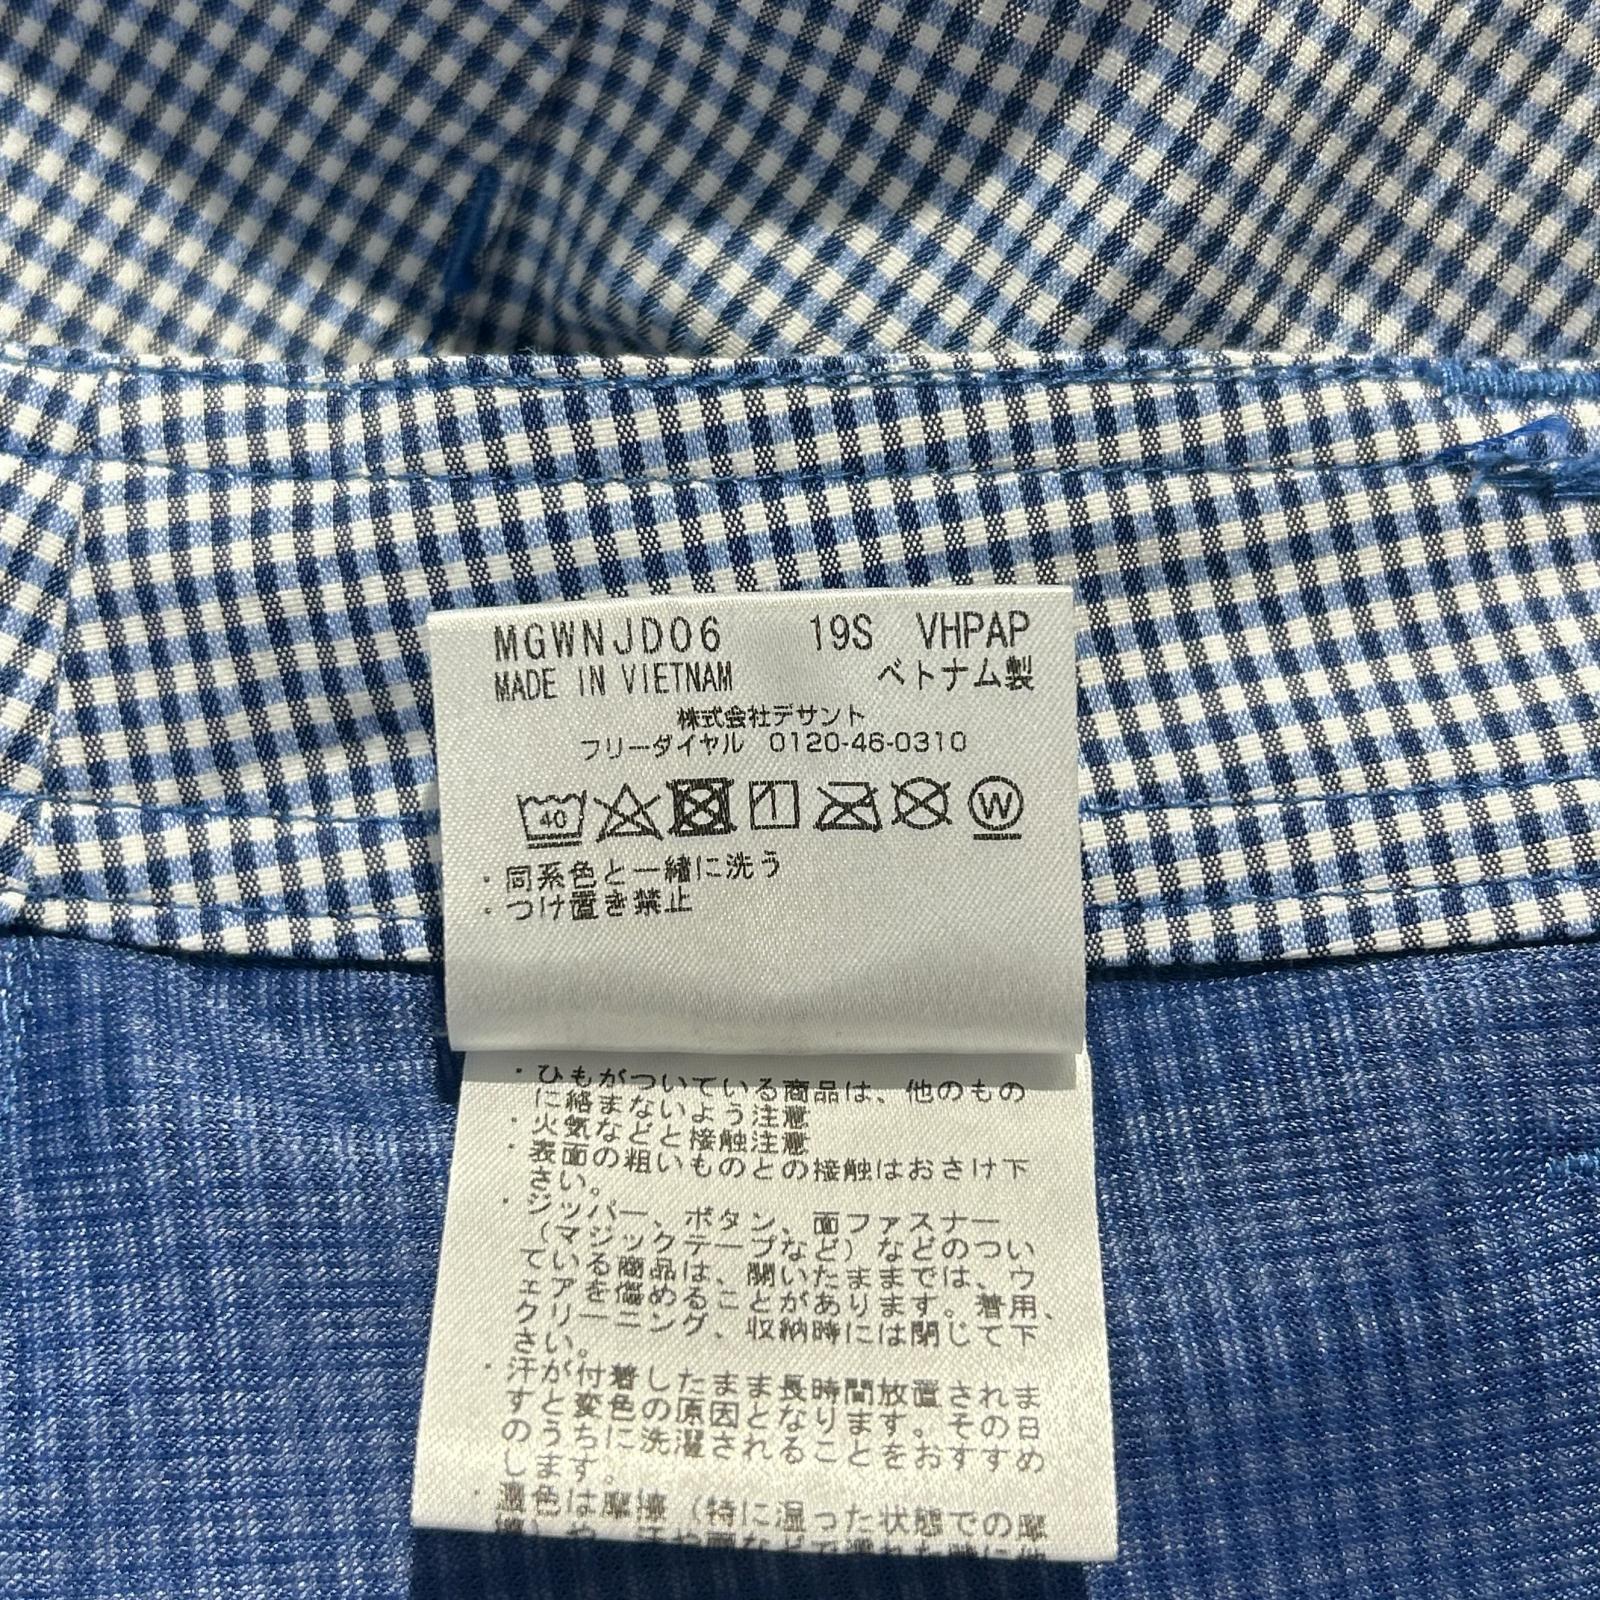 MGWNJD06 19S VHPAP
MADE IN VIETNAM ベトナム製
株式会社デサント
フリーダイヤル 0120-46-0310
40 1 W
・同系色と一緒に洗う
・つけ置き禁止
・ひもがついている商品は、他のもの
に絡まないよう注意
・火気などと接触注意
・表面の粗いものとの接触はおさけ下
さい。
・ジッパー、ボタン、面ファスナー
（マジックテープなど）などのつい
ている商品は、開いたままでは、ウ
ェアを傷めることがあります。着用、
クリーニング、収納時には閉じて下
さい。
・汗が付着したまま長時間放置されま
すと変色の原因となります。その日
のうちに洗濯されることをおすすめ
します。
・濃色は摩擦（特に湿った状態での摩